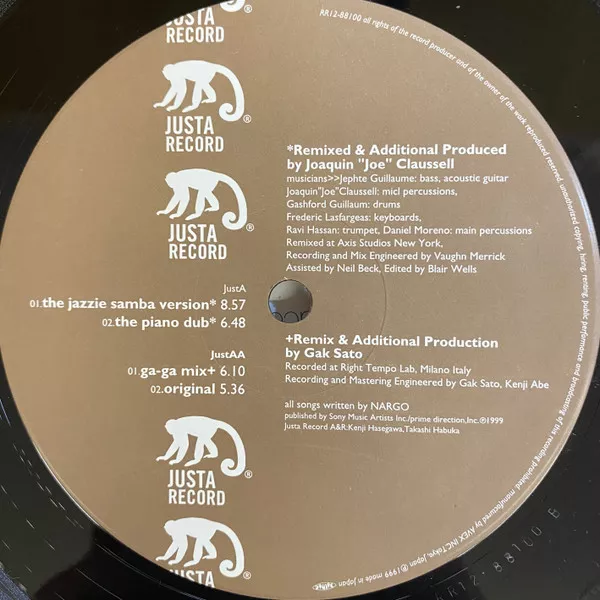 JUSTA
RECORD
JUSTA
RECORD
®
JUSTA
RECORD
®
*Remixed & Additional Produced
by Joaquin "Joe" Claussell
musicians>>Jephte Guillaume: bass, acoustic guitar
Joaquin"Joe"Claussell: micl percussions,
Gashford Guillaum: drums
Frederic Lasfargeas: keyboards,
Ravi Hassan: trumpet, Daniel Moreno: main percussions
Remixed at Axis Studios New York,
Recording and Mix Engineered by Vaughn Merrick
Assisted by Neil Beck, Edited by Blair Wells
JustA
01.the jazzie samba version* 8.57
02.the piano dub* 6.48
JustAA
01.ga-ga mix+ 6.10
02.original 5.36
+Remix & Additional Production
by Gak Sato
Recorded at Right Tempo Lab, Milano Italy
Recording and Mastering Engineered by Gak Sato, Kenji Abe
all songs written by NARGO
published by Sony Music Artists Inc./prime direction,Inc.℗1999
Justa Record A&R:Kenji Hasegawa,Takashi Habuka
JUSTA
RECORD
®
JUSTA
RECORD
®
RR12-88100 all rights of the record producer and of the owner of the work reproduced reserved. unauthorized copying, hiring, renting, public performance and broadcasting of this recording prohibited. manufactured by AVEX INC.Tokyo, Japan ℗ 1999 made in Japan
RR12-88100 B